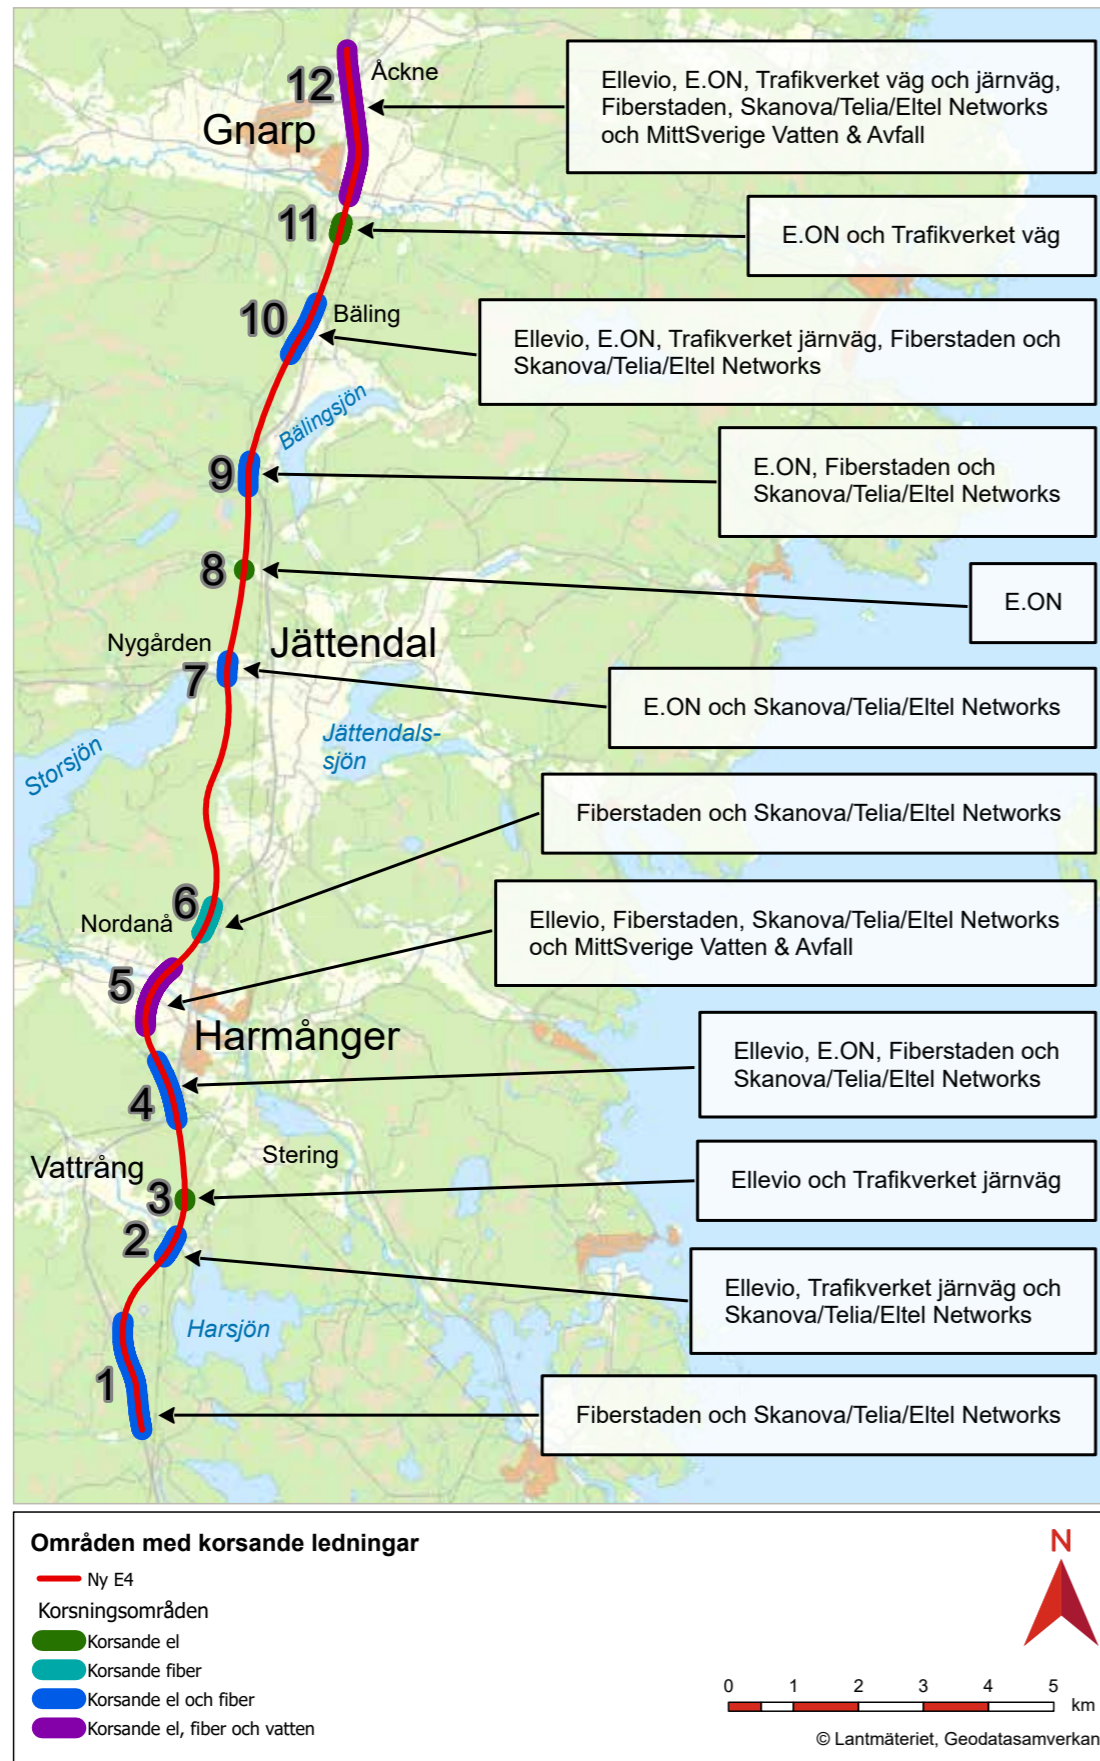 12
Åckne
Gnarp
Ellevio, E.ON, Trafikverket väg och järnväg,
Fiberstaden, Skanova/Telia/Eltel Networks
och MittSverige Vatten & Avfall
11
E.ON och Trafikverket väg
10
Bäling
Ellevio, E.ON, Trafikverket järnväg, Fiberstaden och
Skanova/Telia/Eltel Networks
Bälingsjön
9
E.ON, Fiberstaden och
Skanova/Telia/Eltel Networks
8
E.ON
Nygården
Jättendal
7
E.ON och Skanova/Telia/Eltel Networks
Storsjön
Jättendals-
sjön
Fiberstaden och Skanova/Telia/Eltel Networks
6
Nordanå
Ellevio, Fiberstaden, Skanova/Telia/Eltel Networks
och MittSverige Vatten & Avfall
5
Harmånger
Ellevio, E.ON, Fiberstaden och
Skanova/Telia/Eltel Networks
4
Stering
Vattrång
Ellevio och Trafikverket järnväg
3
2
Ellevio, Trafikverket järnväg och
Skanova/Telia/Eltel Networks
Harsjön
1
Fiberstaden och Skanova/Telia/Eltel Networks
Områden med korsande ledningar
Ny E4
Korsningsområden
Korsande el
Korsande fiber
Korsande el och fiber
Korsande el, fiber och vatten
N
0 1 2 3 4 5
km
© Lantmäteriet, Geodatasamverkan